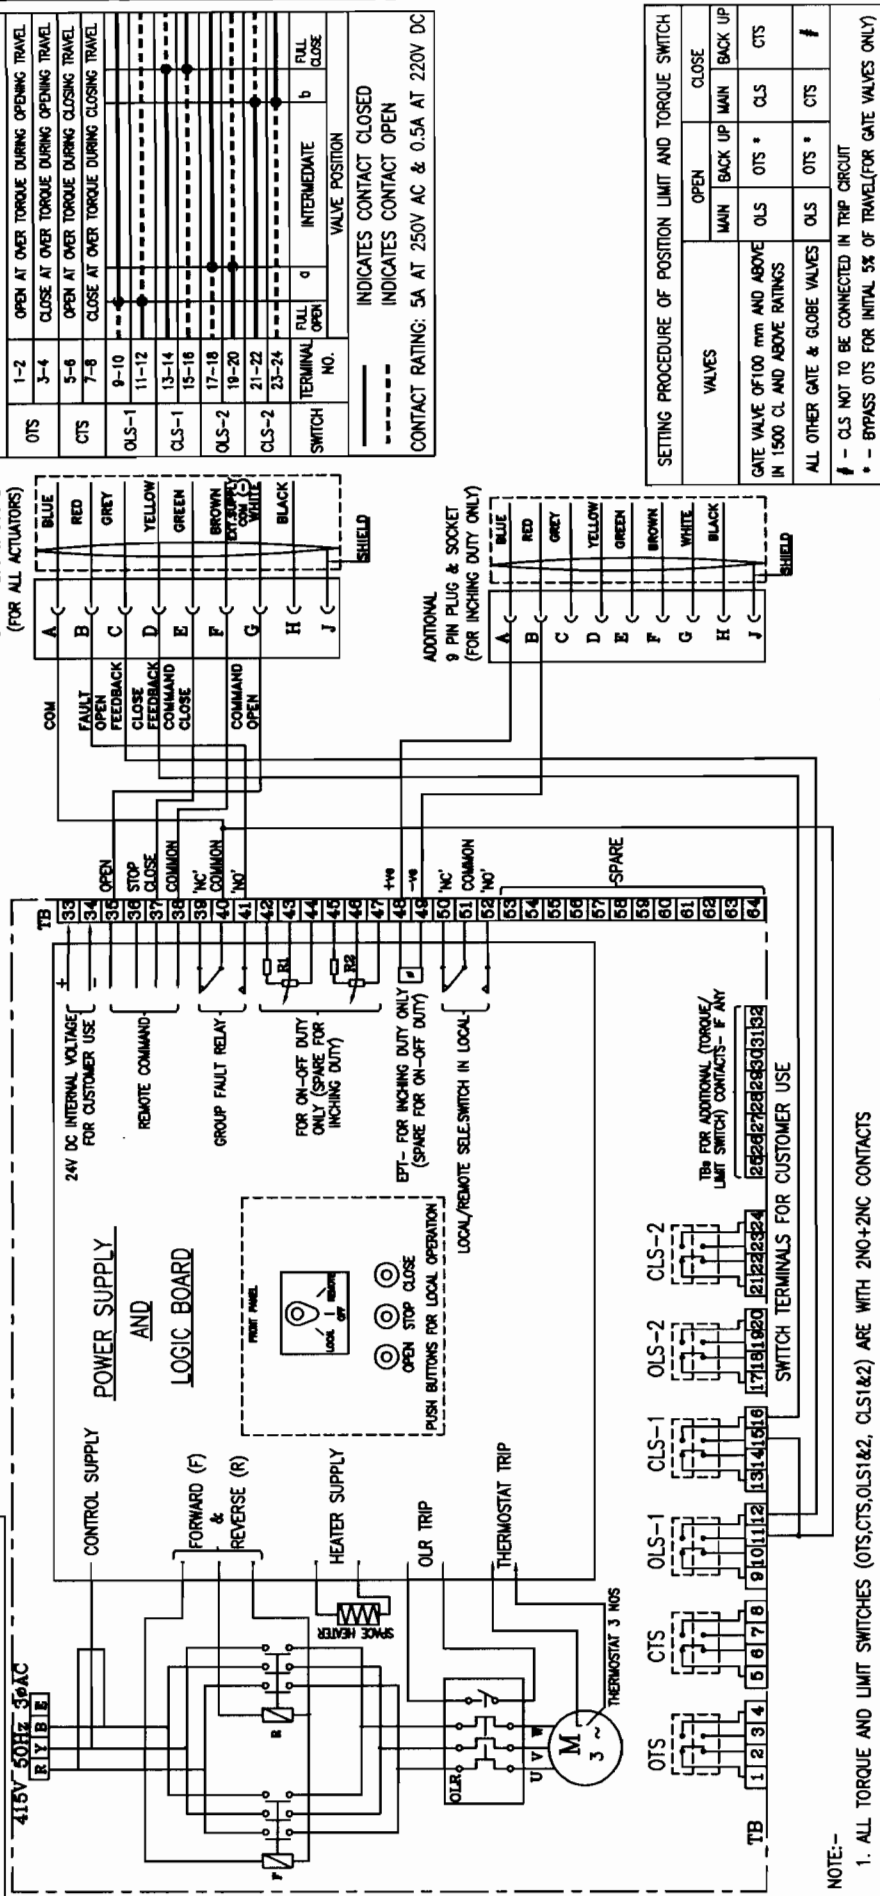 415V 50Hz 3øAC
R Y B E
CONTROL SUPPLY
FORWARD (F)
&
REVERSE (R)
HEATER SUPPLY
SPACE HEATER
OLR TRIP
THERMOSTAT TRIP
F
R
OLR
U V W
M
3 ~
THERMOSTAT 3 NOS
POWER SUPPLY
AND
LOGIC BOARD
FRONT PANEL
LOCAL OFF REMOTE
OPEN STOP CLOSE
PUSH BUTTONS FOR LOCAL OPERATION
24V DC INTERNAL VOLTAGE
FOR CUSTOMER USE
+
-
REMOTE COMMAND
GROUP FAULT RELAY
FOR ON-OFF DUTY
ONLY (SPARE FOR
INCHING DUTY)
R1
R2
EPT- FOR INCHING DUTY ONLY
(SPARE FOR ON-OFF DUTY)
LOCAL/REMOTE SELE.SWITCH IN LOCAL
TB
33
34
35
36
37
38
39
40
41
42
43
44
45
46
47
48
49
50
51
52
53
54
55
56
57
58
59
60
61
62
63
64
OPEN
STOP
CLOSE
COMMON
'NC'
COMMON
'NO'
+ve
-ve
'NC'
COMMON
'NO'
SPARE
COM
FAULT
OPEN
FEEDBACK
CLOSE
FEEDBACK
COMMAND
CLOSE
COMMAND
OPEN
(FOR ALL ACTUATORS)
A BLUE
B RED
C GREY
D YELLOW
E GREEN
F BROWN
EXT.SUPPLY
COM (-)
G WHITE
H BLACK
J
SHIELD
ADDITIONAL
9 PIN PLUG & SOCKET
(FOR INCHING DUTY ONLY)
A BLUE
B RED
C GREY
D YELLOW
E GREEN
F BROWN
G WHITE
H BLACK
J
SHIELD
TB
OTS CTS OLS-1 CLS-1 OLS-2 CLS-2
1 2 3 4 5 6 7 8 9 10 11 12 13 14 15 16 17 18 19 20 21 22 23 24
TBs FOR ADDITIONAL (TORQUE/
LIMIT SWITCH) CONTACTS- IF ANY
25 26 27 28 29 30 31 32
SWITCH TERMINALS FOR CUSTOMER USE
NOTE:-
1. ALL TORQUE AND LIMIT SWITCHES (OTS,CTS,OLS1&2, CLS1&2) ARE WITH 2NO+2NC CONTACTS
OTS 1-2 OPEN AT OVER TORQUE DURING OPENING TRAVEL
3-4 CLOSE AT OVER TORQUE DURING OPENING TRAVEL
CTS 5-6 OPEN AT OVER TORQUE DURING CLOSING TRAVEL
7-8 CLOSE AT OVER TORQUE DURING CLOSING TRAVEL
OLS-1 9-10
11-12
CLS-1 13-14
15-16
OLS-2 17-18
19-20
CLS-2 21-22
23-24
SWITCH TERMINAL NO. FULL OPEN a INTERMEDIATE b FULL CLOSE
VALVE POSITION
INDICATES CONTACT CLOSED
INDICATES CONTACT OPEN
CONTACT RATING: 5A AT 250V AC & 0.5A AT 220V DC
SETTING PROCEDURE OF POSITION LIMIT AND TORQUE SWITCH
VALVES OPEN CLOSE
MAIN BACK UP MAIN BACK UP
GATE VALVE OF100 mm AND ABOVE
IN 1500 CL AND ABOVE RATINGS OLS OTS * CLS CTS
ALL OTHER GATE & GLOBE VALVES OLS OTS * CTS #
# - CLS NOT TO BE CONNECTED IN TRIP CIRCUIT
* - BYPASS OTS FOR INITIAL 5% OF TRAVEL(FOR GATE VALVES ONLY)